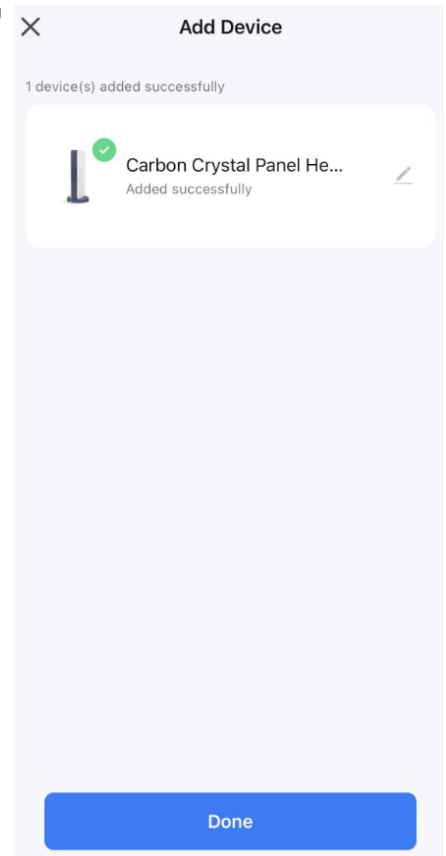 Add Device
1 device(s) added successfully
Carbon Crystal Panel He...
Added successfully
Done